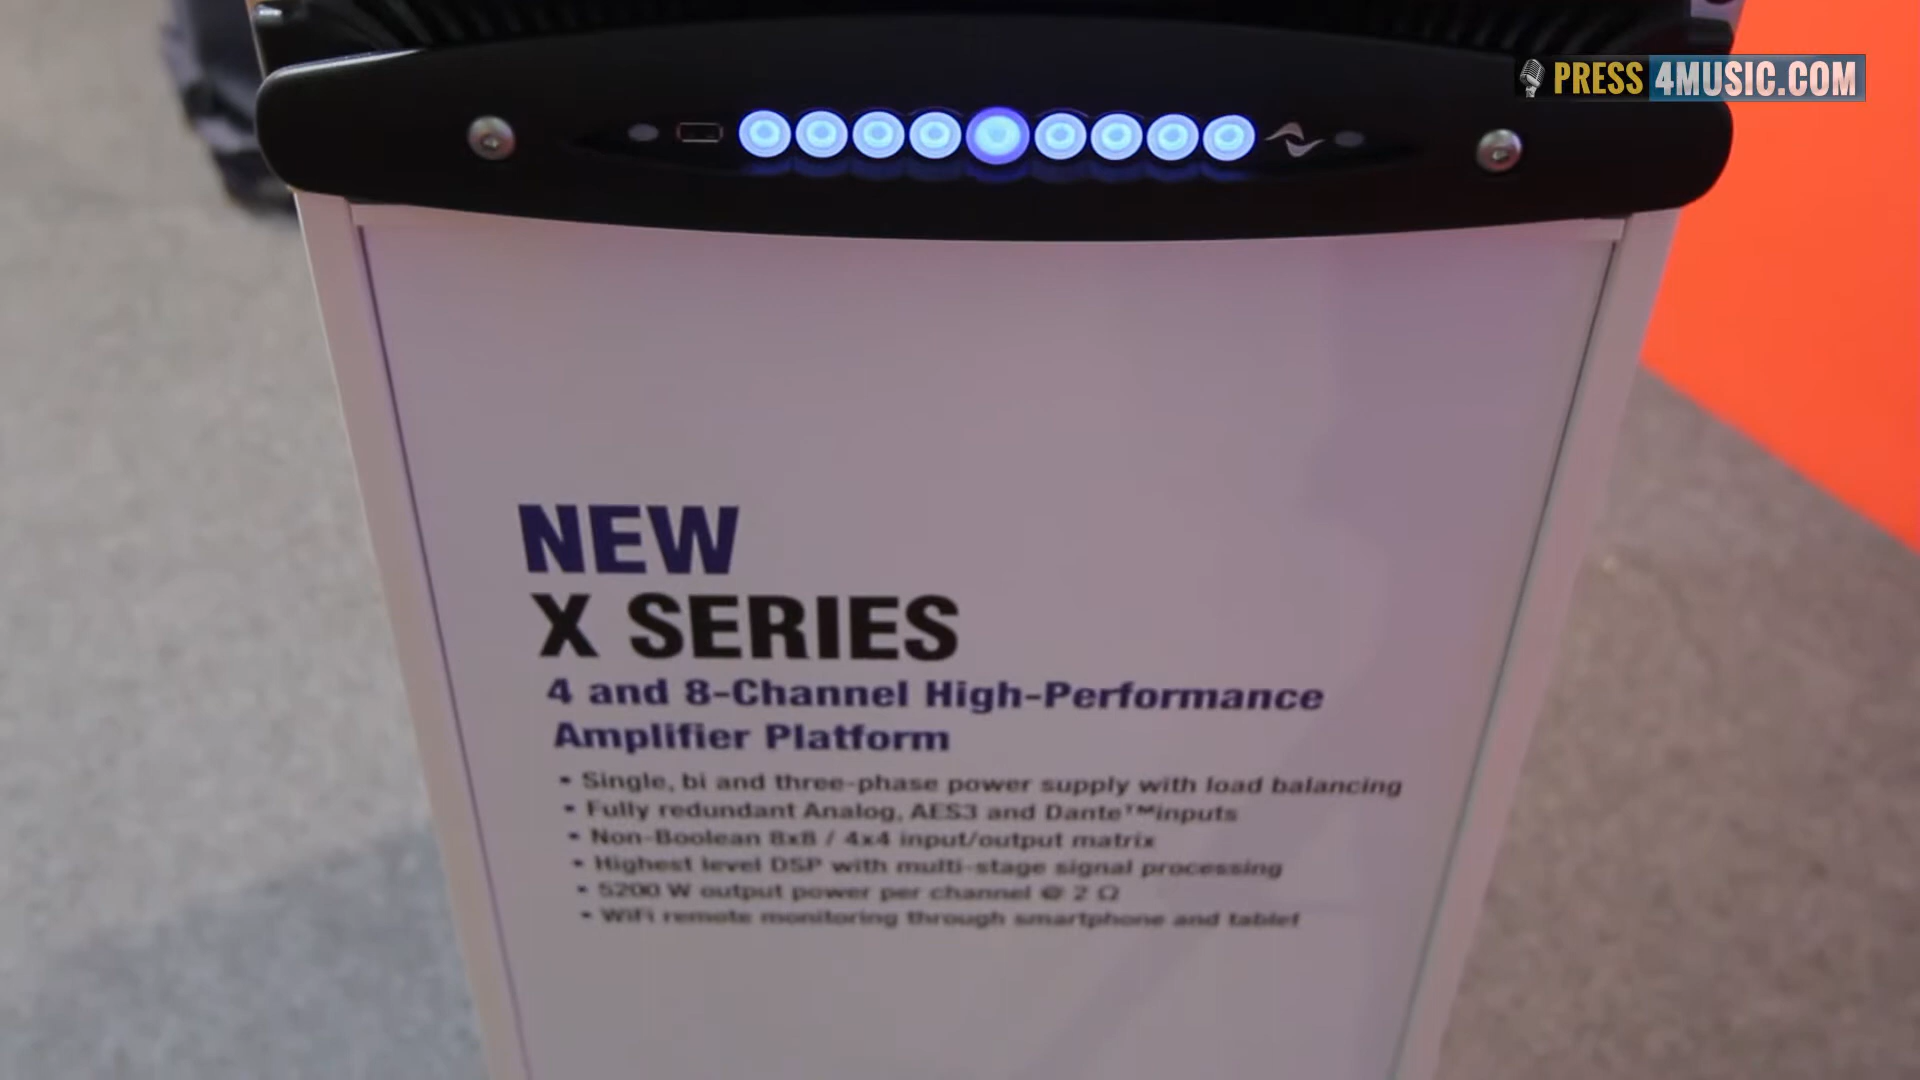 PRESS 4MUSIC.COM
NEW
X SERIES
4 and 8-Channel High-Performance
Amplifier Platform
• Single, bi and three-phase power supply with load balancing
• Fully redundant Analog, AES3 and Dante™inputs
• Non-Boolean 8x8 / 4x4 input/output matrix
• Highest level DSP with multi-stage signal processing
• 5200 W output power per channel @ 2 Ω
• WiFi remote monitoring through smartphone and tablet